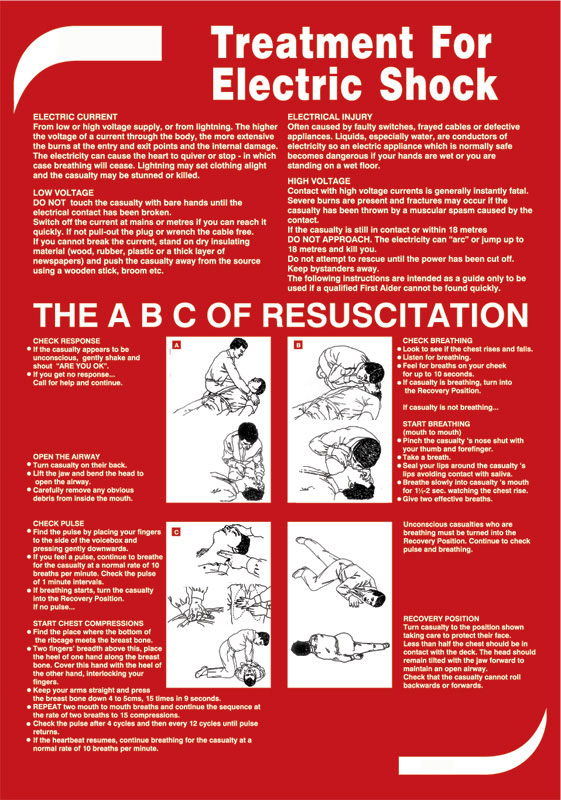 Treatment For
Electric Shock
ELECTRIC CURRENT
From low or high voltage supply, or from lightning. The higher
the voltage of a current through the body, the more extensive
the burns at the entry and exit points and the internal damage.
The electricity can cause the heart to quiver or stop - in which
case breathing will cease. Lightning may set clothing alight
and the casualty may be stunned or killed.
LOW VOLTAGE
DO NOT touch the casualty with bare hands until the
electrical contact has been broken.
Switch off the current at mains or metres if you can reach it
quickly. If not pull-out the plug or wrench the cable free.
If you cannot break the current, stand on dry insulating
material (wood, rubber, plastic or a thick layer of
newspapers) and push the casualty away from the source
using a wooden stick, broom etc.
ELECTRICAL INJURY
Often caused by faulty switches, frayed cables or defective
appliances. Liquids, especially water, are conductors of
electricity so an electric appliance which is normally safe
becomes dangerous if your hands are wet or you are
standing on a wet floor.
HIGH VOLTAGE
Contact with high voltage currents is generally instantly fatal.
Severe burns are present and fractures may occur if the
casualty has been thrown by a muscular spasm caused by the
contact.
If the casualty is still in contact or within 18 metres
DO NOT APPROACH. The electricity can "arc" or jump up to
18 metres and kill you.
Do not attempt to rescue until the power has been cut off.
Keep bystanders away.
The following instructions are intended as a guide only to be
used if a qualified First Aider cannot be found quickly.
THE A B C OF RESUSCITATION
CHECK RESPONSE
● If the casualty appears to be
unconscious, gently shake and
shout "ARE YOU OK".
● If you get no response...
Call for help and continue.
OPEN THE AIRWAY
● Turn casualty on their back.
● Lift the jaw and bend the head to
open the airway.
● Carefully remove any obvious
debris from inside the mouth.
A
B
CHECK BREATHING
● Look to see if the chest rises and falls.
● Listen for breathing.
● Feel for breaths on your cheek
for up to 10 seconds.
● If casualty is breathing, turn into
the Recovery Position.
If casualty is not breathing...
START BREATHING
(mouth to mouth)
● Pinch the casualty 's nose shut with
your thumb and forefinger.
● Take a breath.
● Seal your lips around the casualty 's
lips avoiding contact with saliva.
● Breathe slowly into casualty 's mouth
for 1½-2 sec. watching the chest rise.
● Give two effective breaths.
CHECK PULSE
● Find the pulse by placing your fingers
to the side of the voicebox and
pressing gently downwards.
● If you feel a pulse, continue to breathe
for the casualty at a normal rate of 10
breaths per minute. Check the pulse
of 1 minute intervals.
● If breathing starts, turn the casualty
into the Recovery Position.
If no pulse...
START CHEST COMPRESSIONS
● Find the place where the bottom of
the ribcage meets the breast bone.
● Two fingers' breadth above this, place
the heel of one hand along the breast
bone. Cover this hand with the heel of
the other hand, interlocking your
fingers.
● Keep your arms straight and press
the breast bone down 4 to 5cms, 15 times in 9 seconds.
● REPEAT two mouth to mouth breaths and continue the sequence at
the rate of two breaths to 15 compressions.
● Check the pulse after 4 cycles and then every 12 cycles until pulse
returns.
● If the heartbeat resumes, continue breathing for the casualty at a
normal rate of 10 breaths per minute.
C
Unconscious casualties who are
breathing must be turned into the
Recovery Position. Continue to check
pulse and breathing.
RECOVERY POSITION
Turn casualty to the position shown
taking care to protect their face.
Less than half the chest should be in
contact with the deck. The head should
remain tilted with the jaw forward to
maintain an open airway.
Check that the casualty cannot roll
backwards or forwards.